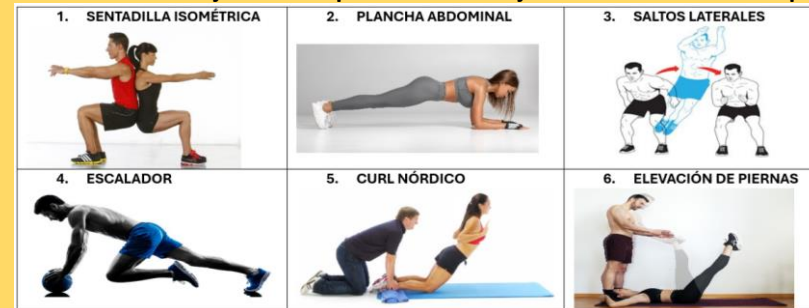 1. SENTADILLA ISOMÉTRICA
2. PLANCHA ABDOMINAL
3. SALTOS LATERALES
4. ESCALADOR
5. CURL NÓRDICO
6. ELEVACIÓN DE PIERNAS